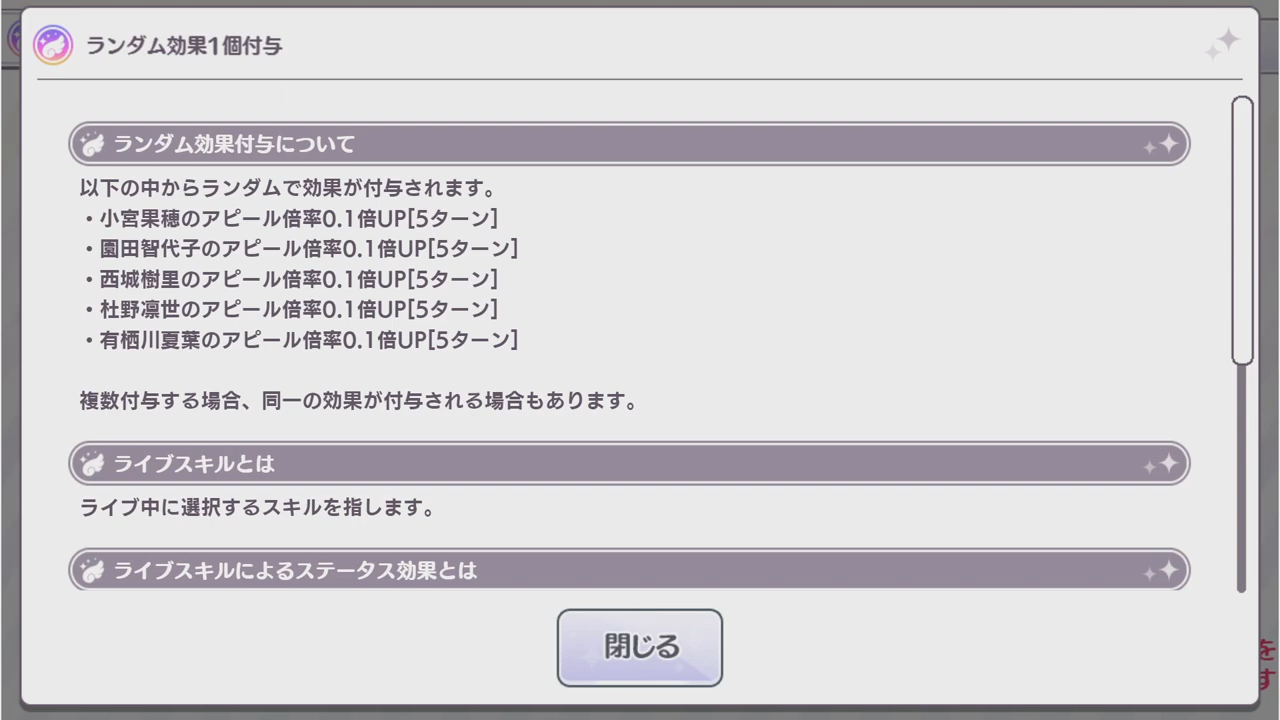 ランダム効果1個付与
ランダム効果付与について
以下の中からランダムで効果が付与されます。
・小宮果穂のアピール倍率0.1倍UP[5ターン]
・園田智代子のアピール倍率0.1倍UP[5ターン]
・西城樹里のアピール倍率0.1倍UP[5ターン]
・杜野凛世のアピール倍率0.1倍UP[5ターン]
・有栖川夏葉のアピール倍率0.1倍UP[5ターン]
複数付与する場合、同一の効果が付与される場合もあります。
ライブスキルとは
ライブ中に選択するスキルを指します。
ライブスキルによるステータス効果とは
閉じる
を
す